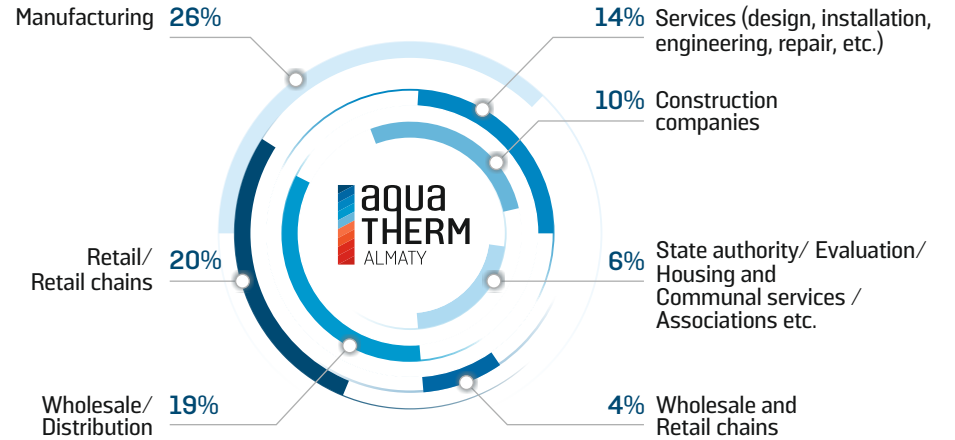 Manufacturing 26%
14% Services (design, installation,
engineering, repair, etc.)
10% Construction
companies
aqua
THERM
ALMATY
Retail/
Retail chains
20%
6% State authority/ Evaluation/
Housing and
Communal services /
Associations etc.
Wholesale/
Distribution
19%
4% Wholesale and
Retail chains